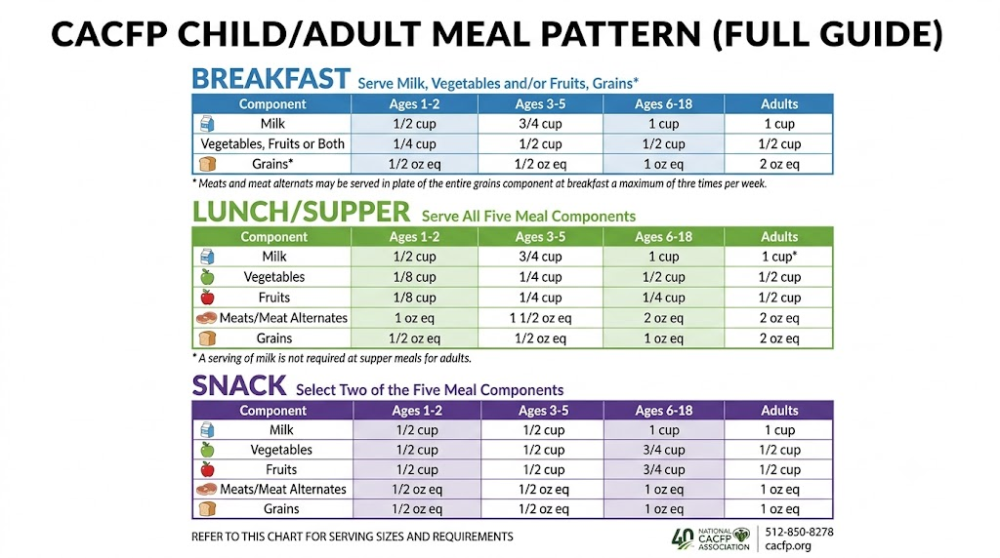 CACFP CHILD/ADULT MEAL PATTERN (FULL GUIDE)
BREAKFAST Serve Milk, Vegetables and/or Fruits, Grains*
Component Ages 1-2 Ages 3-5 Ages 6-18 Adults
Milk 1/2 cup 3/4 cup 1 cup 1 cup
Vegetables, Fruits or Both 1/4 cup 1/2 cup 1/2 cup 1/2 cup
Grains* 1/2 oz eq 1/2 oz eq 1 oz eq 2 oz eq
* Meats and meat alternats may be served in plate of the entire grains component at breakfast a maximum of thre times per week.
LUNCH/SUPPER Serve All Five Meal Components
Component Ages 1-2 Ages 3-5 Ages 6-18 Adults
Milk 1/2 cup 3/4 cup 1 cup 1 cup*
Vegetables 1/8 cup 1/4 cup 1/2 cup 1/2 cup
Fruits 1/8 cup 1/4 cup 1/4 cup 1/2 cup
Meats/Meat Alternates 1 oz eq 1 1/2 oz eq 2 oz eq 2 oz eq
Grains 1/2 oz eq 1/2 oz eq 1 oz eq 2 oz eq
* A serving of milk is not required at supper meals for adults.
SNACK Select Two of the Five Meal Components
Component Ages 1-2 Ages 3-5 Ages 6-18 Adults
Milk 1/2 cup 1/2 cup 1 cup 1 cup
Vegetables 1/2 cup 1/2 cup 3/4 cup 1/2 cup
Fruits 1/2 cup 1/2 cup 3/4 cup 1/2 cup
Meats/Meat Alternates 1/2 oz eq 1/2 oz eq 1 oz eq 1 oz eq
Grains 1/2 oz eq 1/2 oz eq 1 oz eq 1 oz eq
REFER TO THIS CHART FOR SERVING SIZES AND REQUIREMENTS
40 NATIONAL
CACFP
ASSOCIATION
512-850-8278
cacfp.org